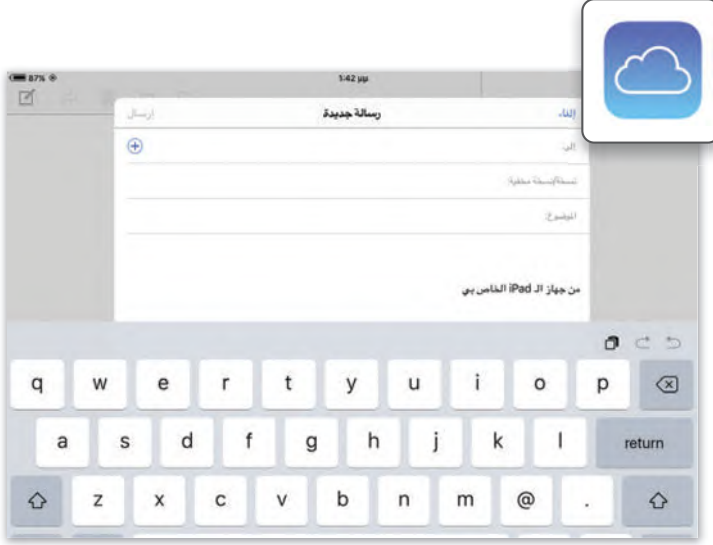 87% 1:42 μμ
إلغاء رسالة جديدة إرسال
إلى:
نسخة/نسخة مخفية:
الموضوع:
من جهاز الـ iPad الخاص بي
q w e r t y u i o p
a s d f g h j k l return
z x c v b n m @ .